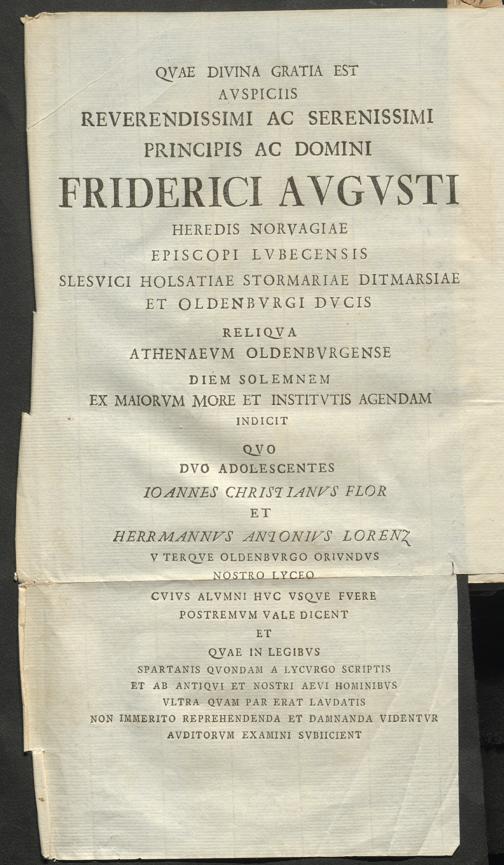 QVAE DIVINA GRATIA EST
AVSPICIIS
REVERENDISSIMI AC SERENISSIMI
PRINCIPIS AC DOMINI
FRIDERICI AVGVSTI
HEREDIS NORVAGIAE
EPISCOPI LVBECENSIS
SLESVICI HOLSATIAE STORMARIAE DITMARSIAE
ET OLDENBVRGI DVCIS
RELIQVA
ATHENAEVM OLDENBVRGENSE
DIEM SOLEMNEM
EX MAIORVM MORE ET INSTITVTIS AGENDAM
INDICIT
QVO
DVO ADOLESCENTES
IOANNES CHRISTIANVS FLOR
ET
HERRMANNVS ANTONIVS LORENZ
VTERQVE OLDENBVRGO ORIVNDVS
NOSTRO LYCEO
CVIVS ALVMNI HVC VSQVE FVERE
POSTREMVM VALE DICENT
ET
QVAE IN LEGIBVS
SPARTANIS QVONDAM A LYCVRGO SCRIPTIS
ET AB ANTIQVI ET NOSTRI AEVI HOMINIBVS
VLTRA QVAM PAR ERAT LAVDATIS
NON IMMERITO REPREHENDENDA ET DAMNANDA VIDENTVR
AVDITORVM EXAMINI SVBIICIENT